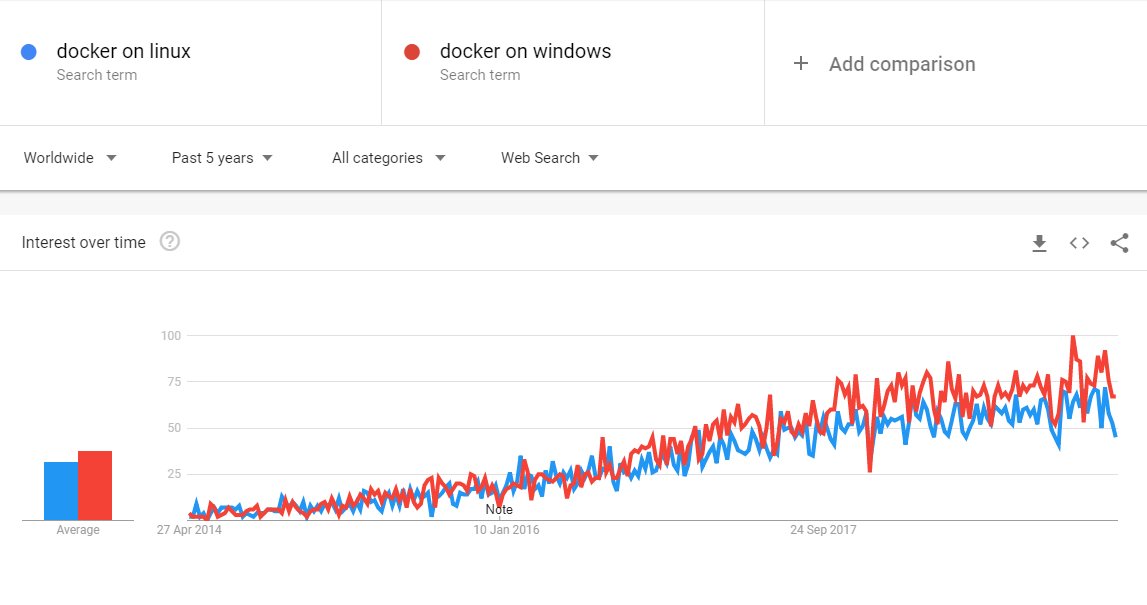 docker on linux
Search term
docker on windows
Search term
+ Add comparison
Worldwide
Past 5 years
All categories
Web Search
Interest over time
?
100
75
50
25
Average
Note
27 Apr 2014
10 Jan 2016
24 Sep 2017